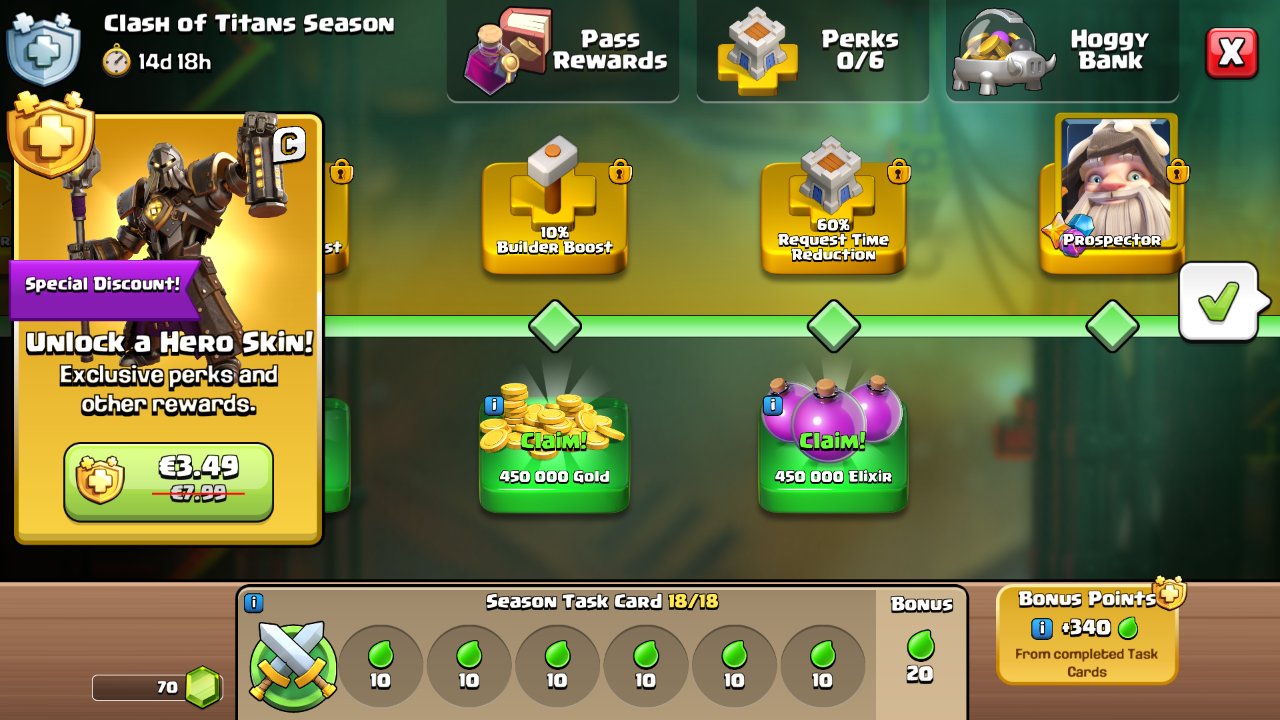 Clash of Titans Season
14d 18h
Pass
Rewards
Perks
0/6
Hoggy
Bank
X
C
Special Discount!
Unlock a Hero Skin!
Exclusive perks and
other rewards.
€3.49
€7.99
st
10%
Builder Boost
60%
Request Time
Reduction
Prospector
i
Claim!
450 000 Gold
i
Claim!
450 000 Elixir
i
Season Task Card 18/18
Bonus
10
10
10
10
10
10
20
Bonus Points
i +340
From completed Task
Cards
70